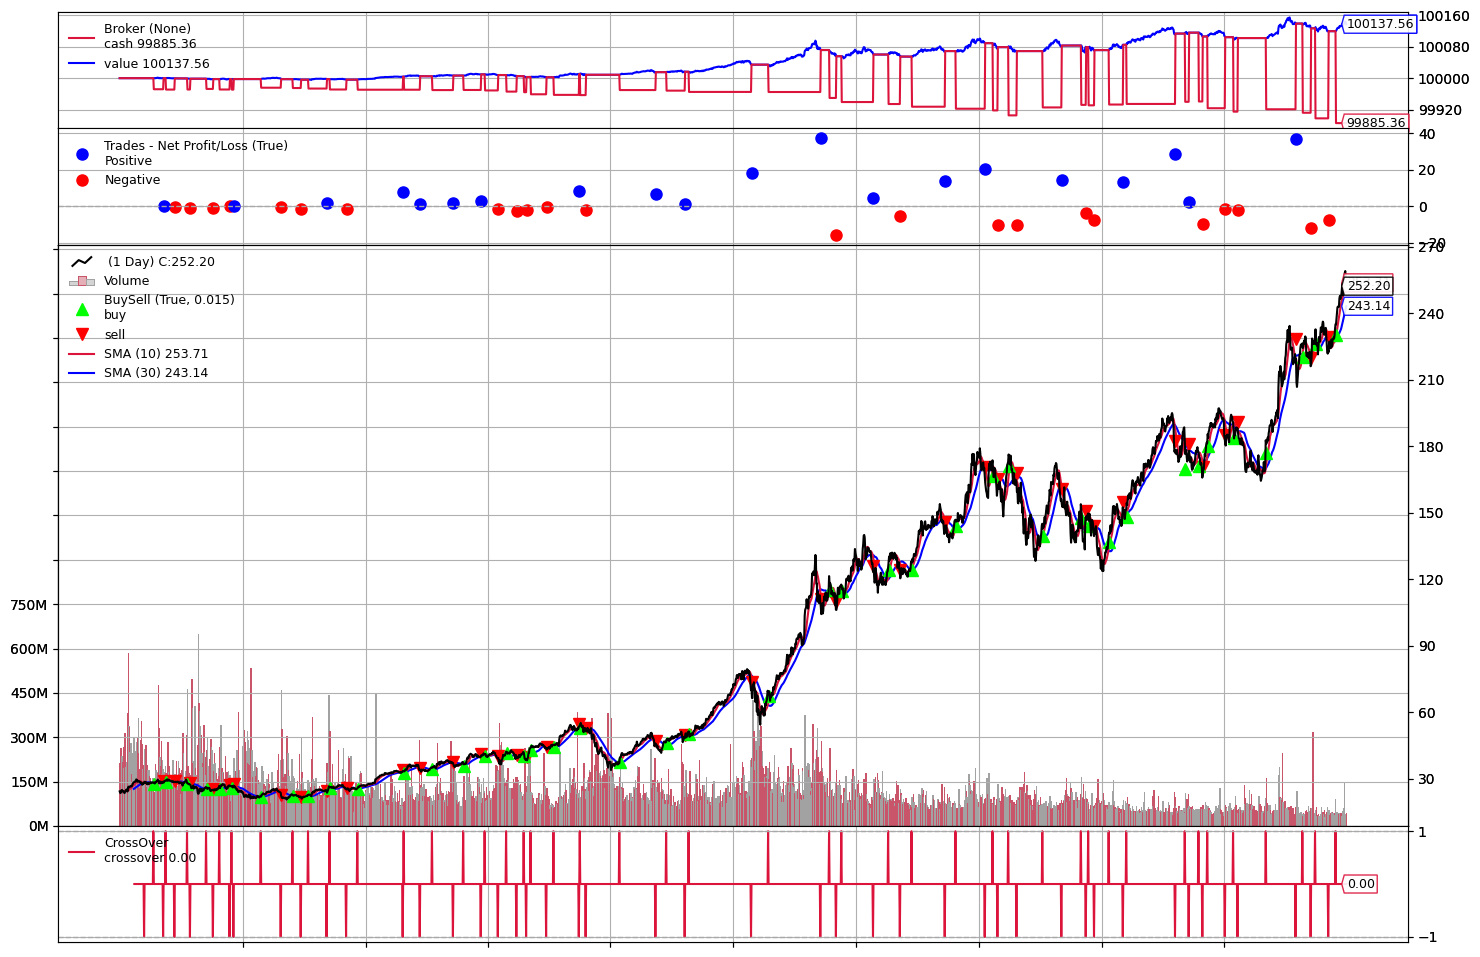 Broker (None)
cash 99885.36
value 100137.56
100160
100137.56
100080
100000
99920
99885.36
Trades - Net Profit/Loss (True)
Positive
Negative
40
20
0
−20
(1 Day) C:252.20
Volume
BuySell (True, 0.015)
buy
sell
SMA (10) 253.71
SMA (30) 243.14
270
252.20
243.14
240
210
180
150
120
90
60
30
750M
600M
450M
300M
150M
0M
CrossOver
crossover 0.00
1
0.00
−1